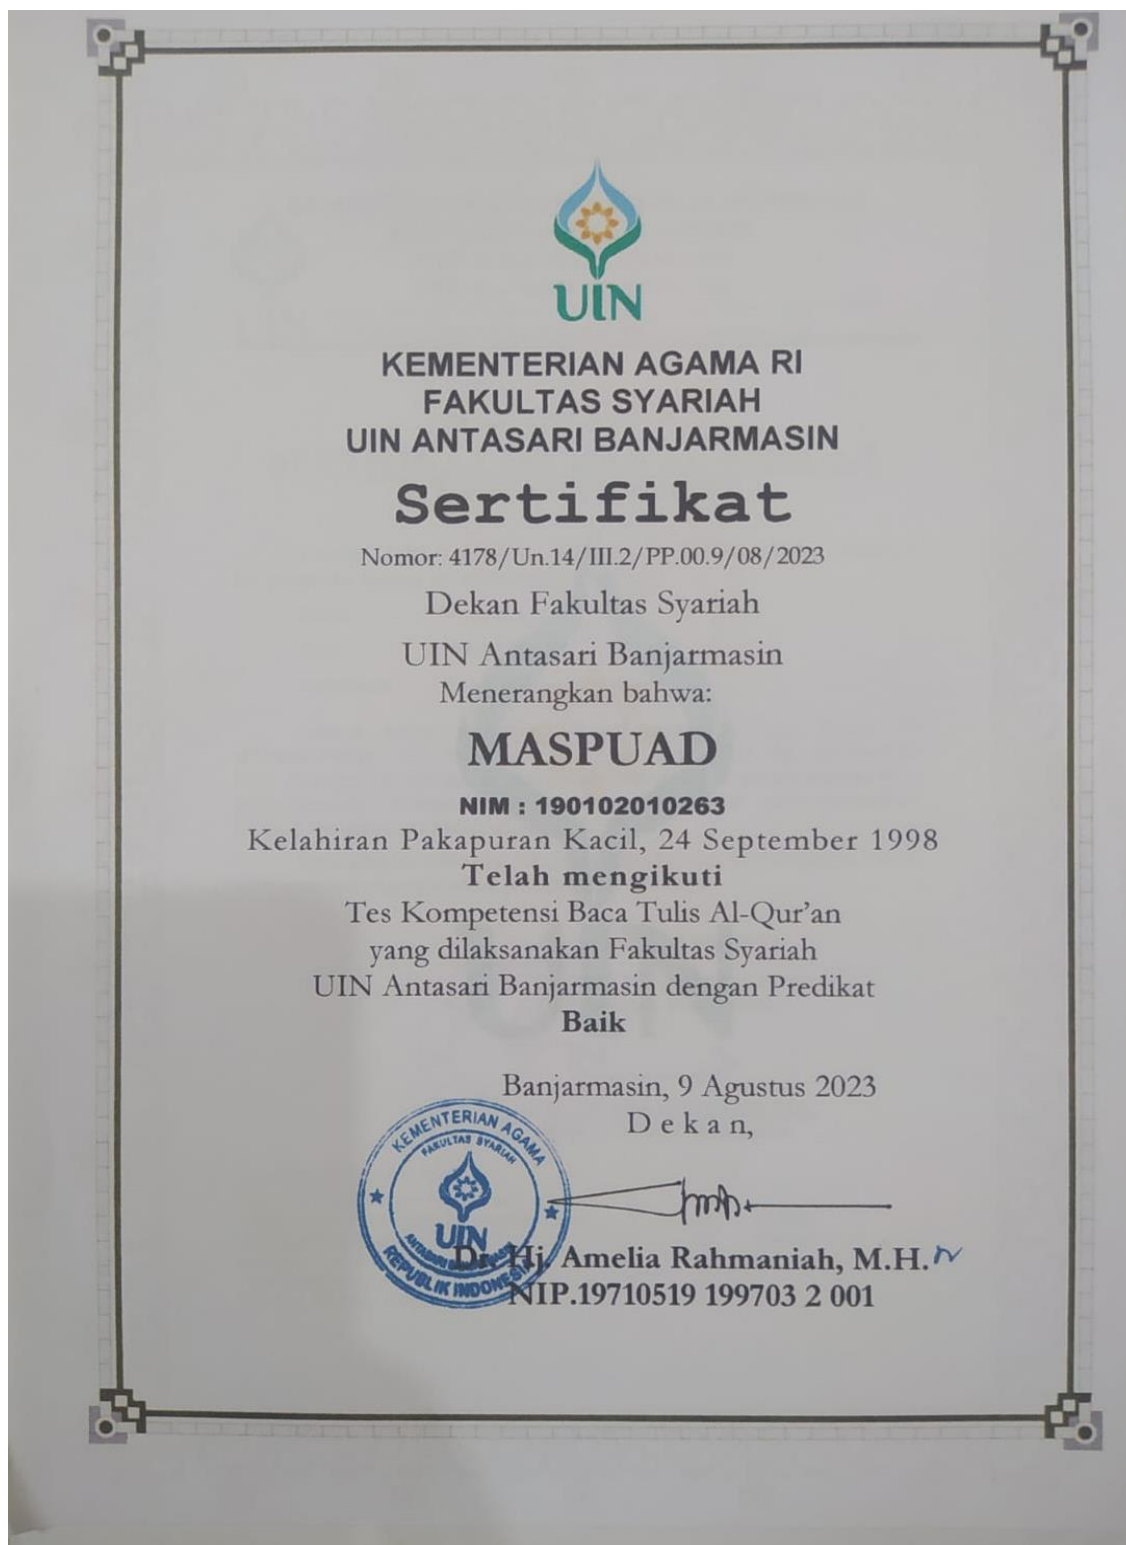 UIN
KEMENTERIAN AGAMA RI
FAKULTAS SYARIAH
UIN ANTASARI BANJARMASIN
Sertifikat
Nomor: 4178/Un.14/III.2/PP.00.9/08/2023
Dekan Fakultas Syariah
UIN Antasari Banjarmasin
Menerangkan bahwa:
MASPUAD
NIM : 190102010263
Kelahiran Pakapuran Kacil, 24 September 1998
Telah mengikuti
Tes Kompetensi Baca Tulis Al-Qur'an
yang dilaksanakan Fakultas Syariah
UIN Antasari Banjarmasin dengan Predikat
Baik
Banjarmasin, 9 Agustus 2023
D e k a n,
KEMENTERIAN AGAMA
FAKULTAS SYARIAH
UIN
REPUBLIK INDONESIA
Dr. Hj. Amelia Rahmaniah, M.H.
NIP.19710519 199703 2 001